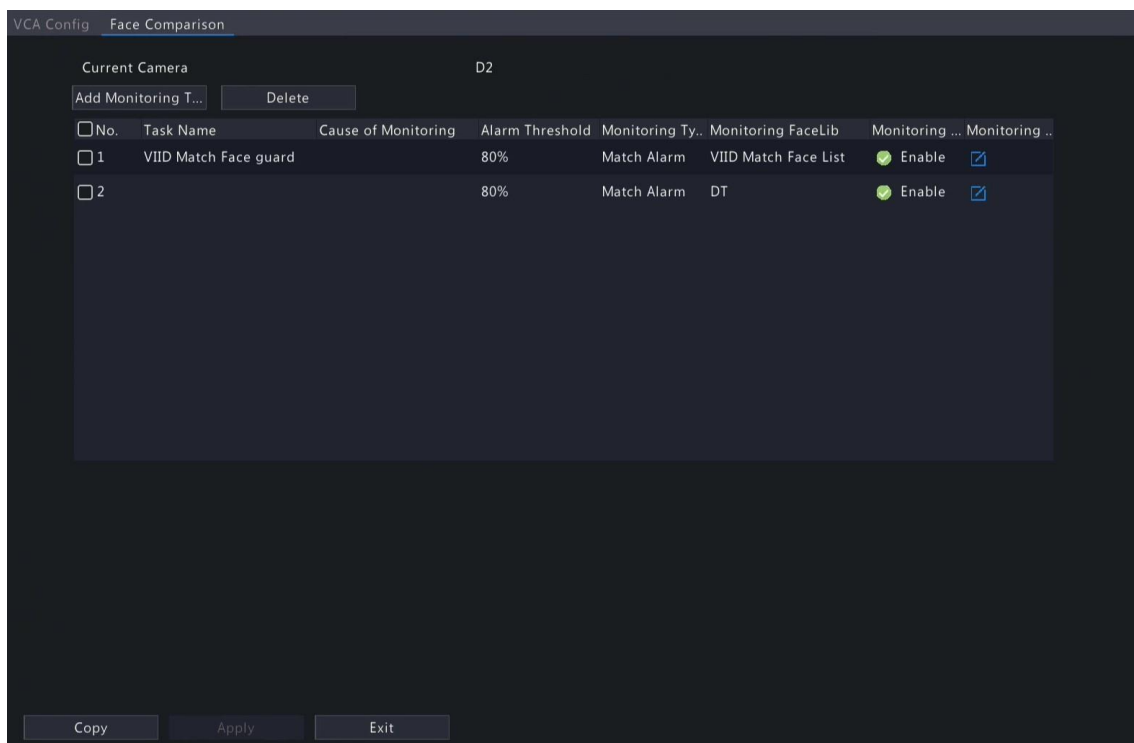 VCA Config Face Comparison
Current Camera D2
Add Monitoring T... Delete
No. Task Name Cause of Monitoring Alarm Threshold Monitoring Ty.. Monitoring FaceLib Monitoring ... Monitoring ..
1 VIID Match Face guard 80% Match Alarm VIID Match Face List Enable
2 80% Match Alarm DT Enable
Copy Apply Exit